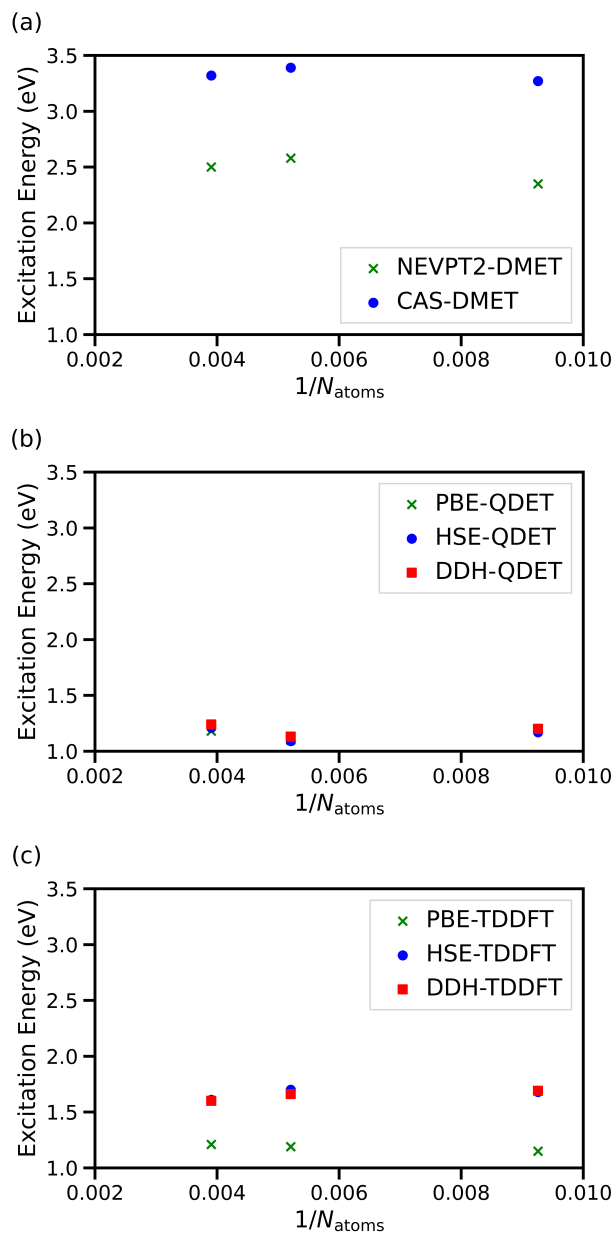 (a)
Excitation Energy (eV)
3.5
3.0
2.5
2.0
1.5
1.0
NEVPT2-DMET
CAS-DMET
0.002 0.004 0.006 0.008 0.010
1/N_atoms
(b)
Excitation Energy (eV)
3.5
3.0
2.5
2.0
1.5
1.0
PBE-QDET
HSE-QDET
DDH-QDET
0.002 0.004 0.006 0.008 0.010
1/N_atoms
(c)
Excitation Energy (eV)
3.5
3.0
2.5
2.0
1.5
1.0
PBE-TDDFT
HSE-TDDFT
DDH-TDDFT
0.002 0.004 0.006 0.008 0.010
1/N_atoms